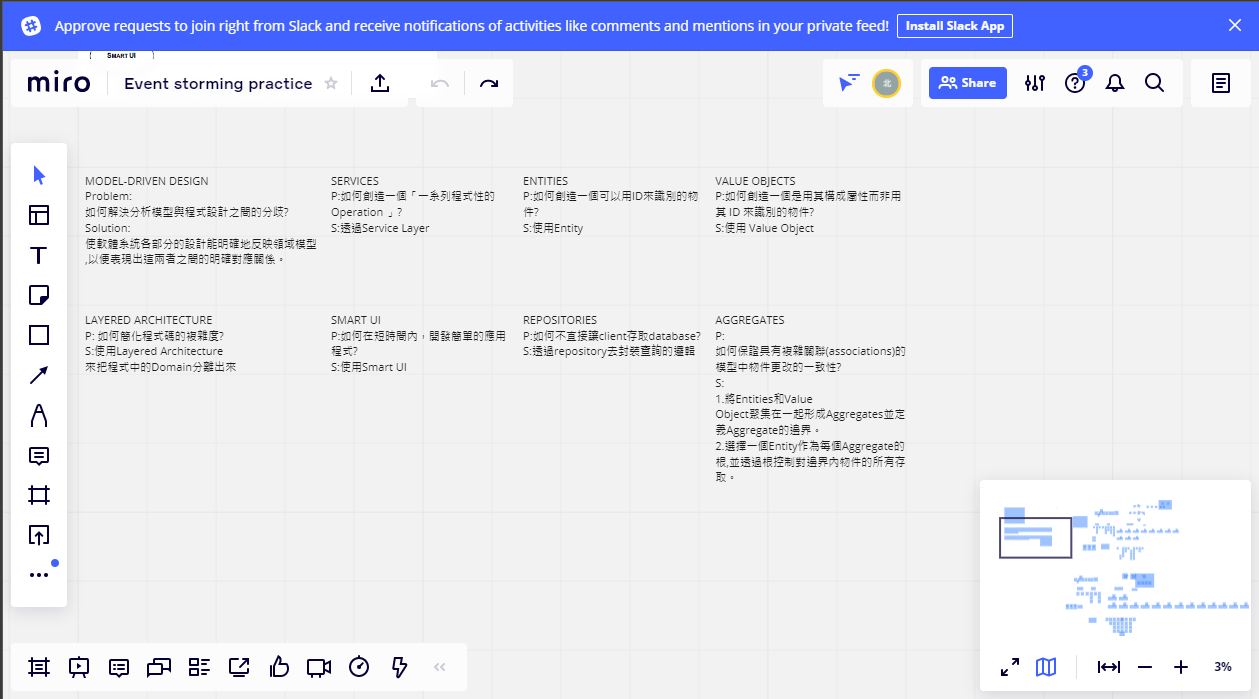 Approve requests to join right from Slack and receive notifications of activities like comments and mentions in your private feed! Install Slack App
SMART UI
miro Event storming practice
Share
3
MODEL-DRIVEN DESIGN
Problem:
如何解決分析模型與程式設計之間的分歧?
Solution:
使軟體系統各部分的設計能明確地反映領域模型
,以便表現出這兩者之間的明確對應關係。
SERVICES
P:如何創造一個「一系列程式性的
Operation 」?
S:透過Service Layer
ENTITIES
P:如何創造一個可以用ID來識別的物
件?
S:使用Entity
VALUE OBJECTS
P:如何創造一個是用其構成屬性而非用
其 ID 來識別的物件?
S:使用 Value Object
LAYERED ARCHITECTURE
P: 如何簡化程式碼的複雜度?
S:使用Layered Architecture
來把程式中的Domain分離出來
SMART UI
P:如何在短時間內，開發簡單的應用
程式?
S:使用Smart UI
REPOSITORIES
P:如何不直接讓client存取database?
S:透過repository去封裝查詢的邏輯
AGGREGATES
P:
如何保證具有複雜關聯(associations)的
模型中物件更改的一致性?
S:
1.將Entities和Value
Object聚集在一起形成Aggregates並定
義Aggregate的邊界。
2.選擇一個Entity作為每個Aggregate的
根,並透過根控制對邊界內物件的所有存
取。
3%